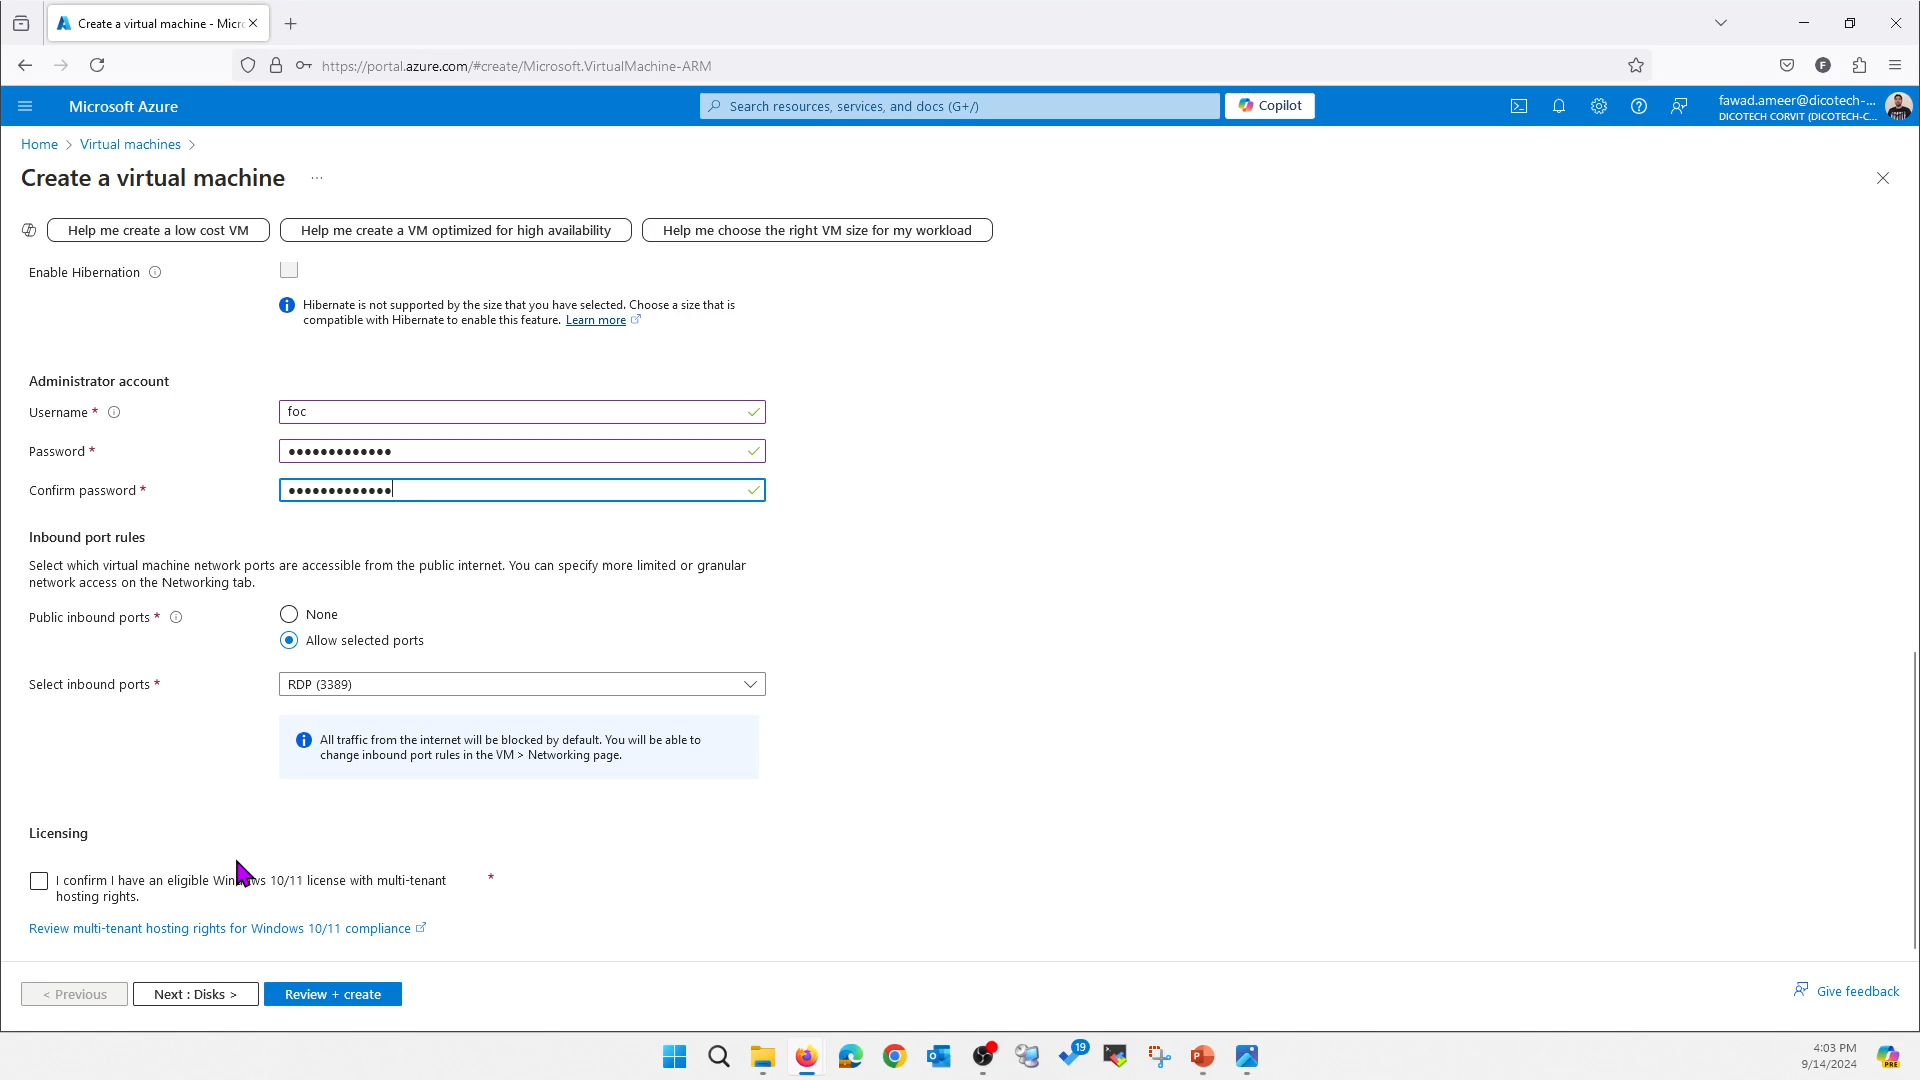 Create a virtual machine - Micr
https://portal.azure.com/#create/Microsoft.VirtualMachine-ARM
F
Microsoft Azure
Search resources, services, and docs (G+/)
Copilot
fawad.ameer@dicotech-...
DICOTECH CORVIT (DICOTECH-C...
Home > Virtual machines >
Create a virtual machine ...
Help me create a low cost VM
Help me create a VM optimized for high availability
Help me choose the right VM size for my workload
Enable Hibernation
Hibernate is not supported by the size that you have selected. Choose a size that is
compatible with Hibernate to enable this feature. Learn more
Administrator account
Username *
foc
Password *
•••••••••••••
Confirm password *
•••••••••••••
Inbound port rules
Select which virtual machine network ports are accessible from the public internet. You can specify more limited or granular
network access on the Networking tab.
Public inbound ports *
None
Allow selected ports
Select inbound ports *
RDP (3389)
All traffic from the internet will be blocked by default. You will be able to
change inbound port rules in the VM > Networking page.
Licensing
I confirm I have an eligible Windows 10/11 license with multi-tenant *
hosting rights.
Review multi-tenant hosting rights for Windows 10/11 compliance
< Previous
Next : Disks >
Review + create
Give feedback
19
4:03 PM
9/14/2024
PRE